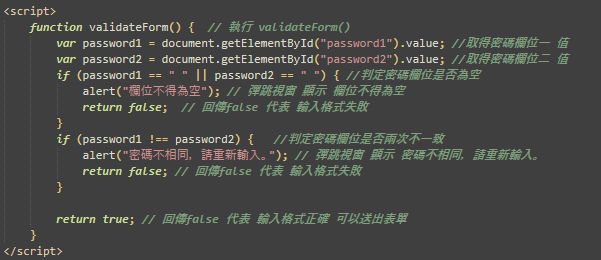 <script>
function validateForm() {  // 執行 validateForm()
var password1 = document.getElementById("password1").value; //取得密碼欄位一 值
var password2 = document.getElementById("password2").value; //取得密碼欄位二 值
if (password1 == " " || password2 == " ") { //判定密碼欄位是否為空
alert("欄位不得為空"); // 彈跳視窗 顯示 欄位不得為空
return false;  // 回傳false 代表 輸入格式失敗
}
if (password1 !== password2) {   //判定密碼欄位是否兩次不一致
alert("密碼不相同, 請重新輸入。"); // 彈跳視窗 顯示 密碼不相同, 請重新輸入。
return false; // 回傳false 代表 輸入格式失敗
}
return true; // 回傳false 代表 輸入格式正確 可以送出表單
}
</script>